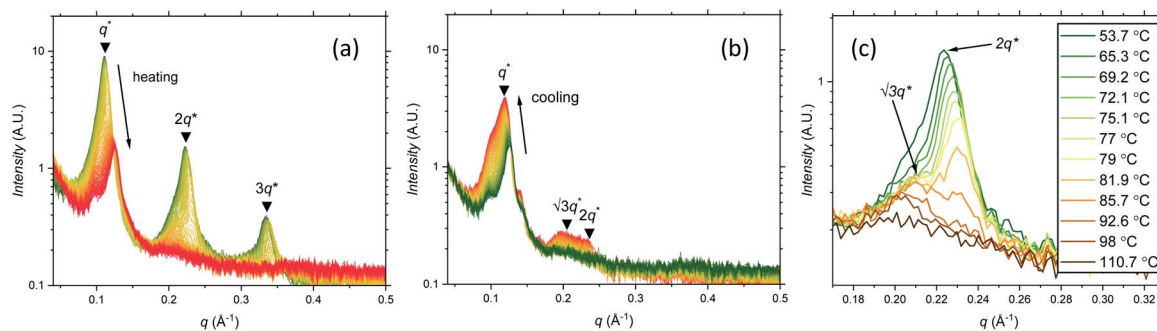 (a)
q*
heating
2q*
3q*
10
1
0.1
0.1
0.2
0.3
0.4
0.5
Intensity (A.U.)
q (Å⁻¹)
(b)
q*
cooling
√3q*
2q*
10
1
0.1
0.1
0.2
0.3
0.4
0.5
Intensity (A.U.)
q (Å⁻¹)
(c)
2q*
√3q*
1
0.18
0.20
0.22
0.24
0.26
0.28
0.30
0.32
Intensity (A.U.)
q (Å⁻¹)
53.7 °C
65.3 °C
69.2 °C
72.1 °C
75.1 °C
77 °C
79 °C
81.9 °C
85.7 °C
92.6 °C
98 °C
110.7 °C